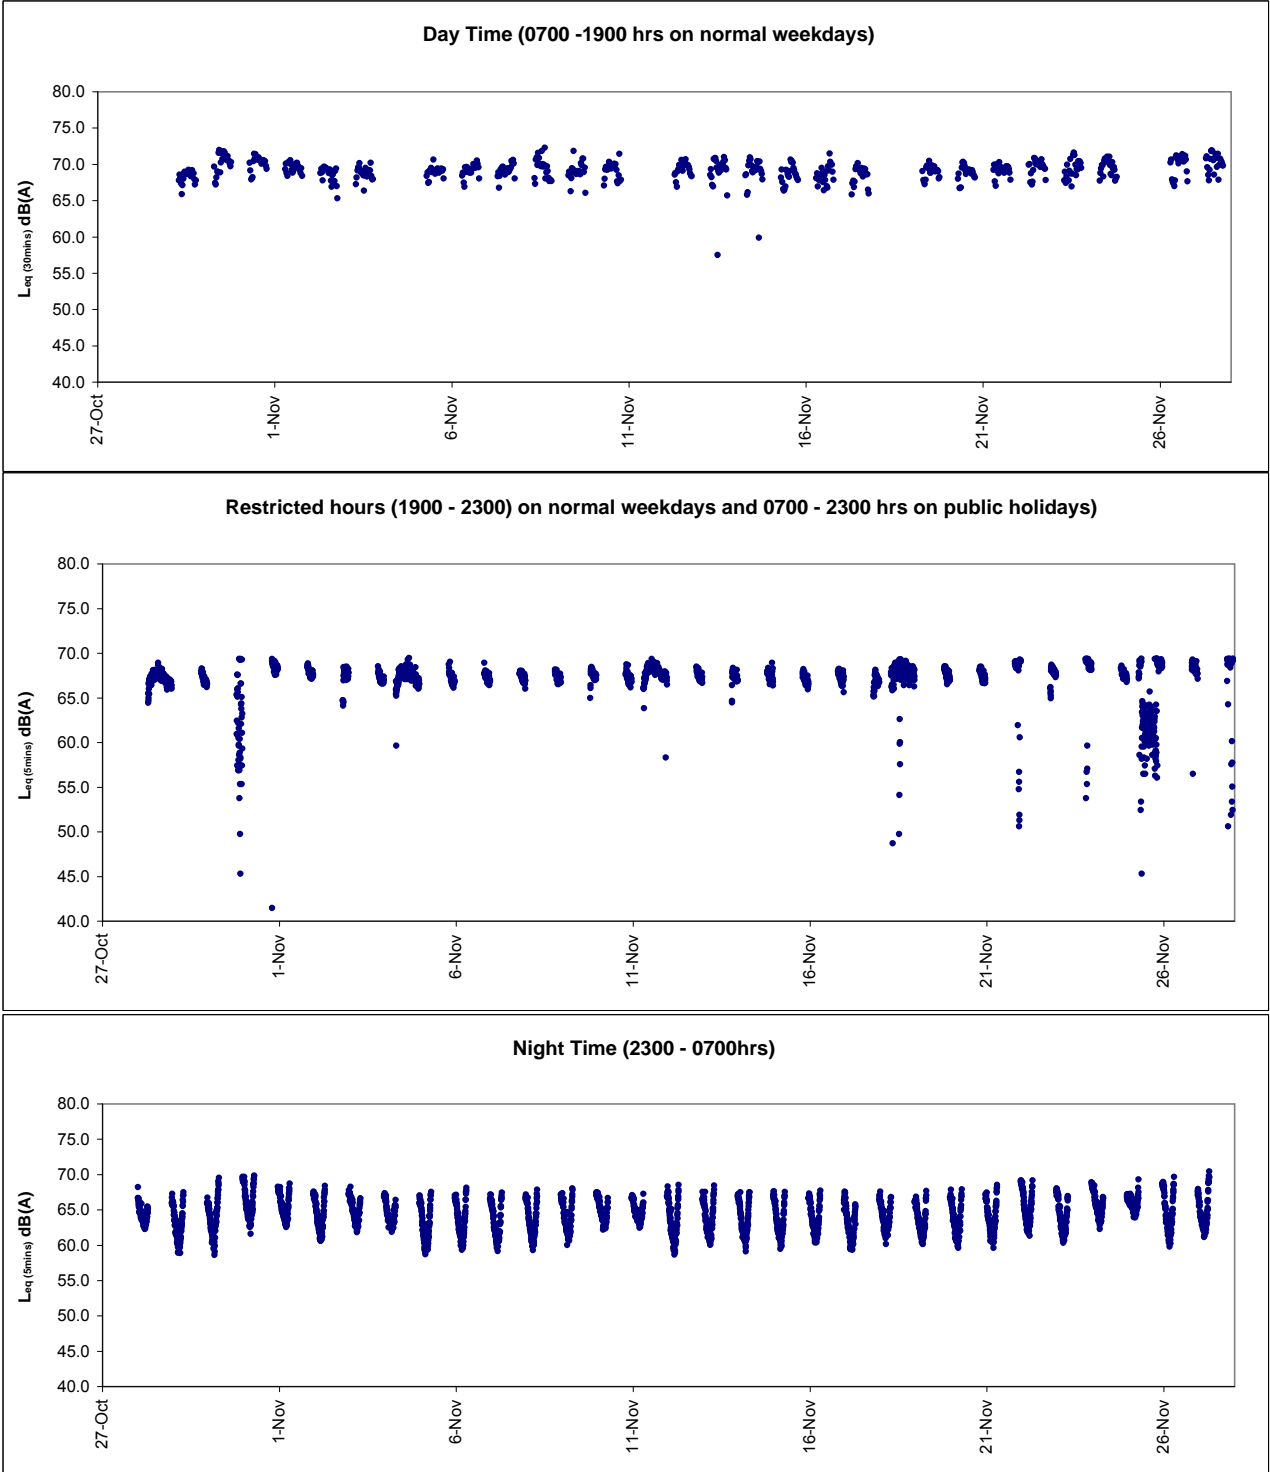 Day Time (0700 -1900 hrs on normal weekdays)
80.0
75.0
70.0
65.0
60.0
55.0
50.0
45.0
40.0
Leq (30mins) dB(A)
27-Oct
1-Nov
6-Nov
11-Nov
16-Nov
21-Nov
26-Nov
Restricted hours (1900 - 2300) on normal weekdays and 0700 - 2300 hrs on public holidays)
80.0
75.0
70.0
65.0
60.0
55.0
50.0
45.0
40.0
Leq (5mins) dB(A)
27-Oct
1-Nov
6-Nov
11-Nov
16-Nov
21-Nov
26-Nov
Night Time (2300 - 0700hrs)
80.0
75.0
70.0
65.0
60.0
55.0
50.0
45.0
40.0
Leq (5mins) dB(A)
27-Oct
1-Nov
6-Nov
11-Nov
16-Nov
21-Nov
26-Nov